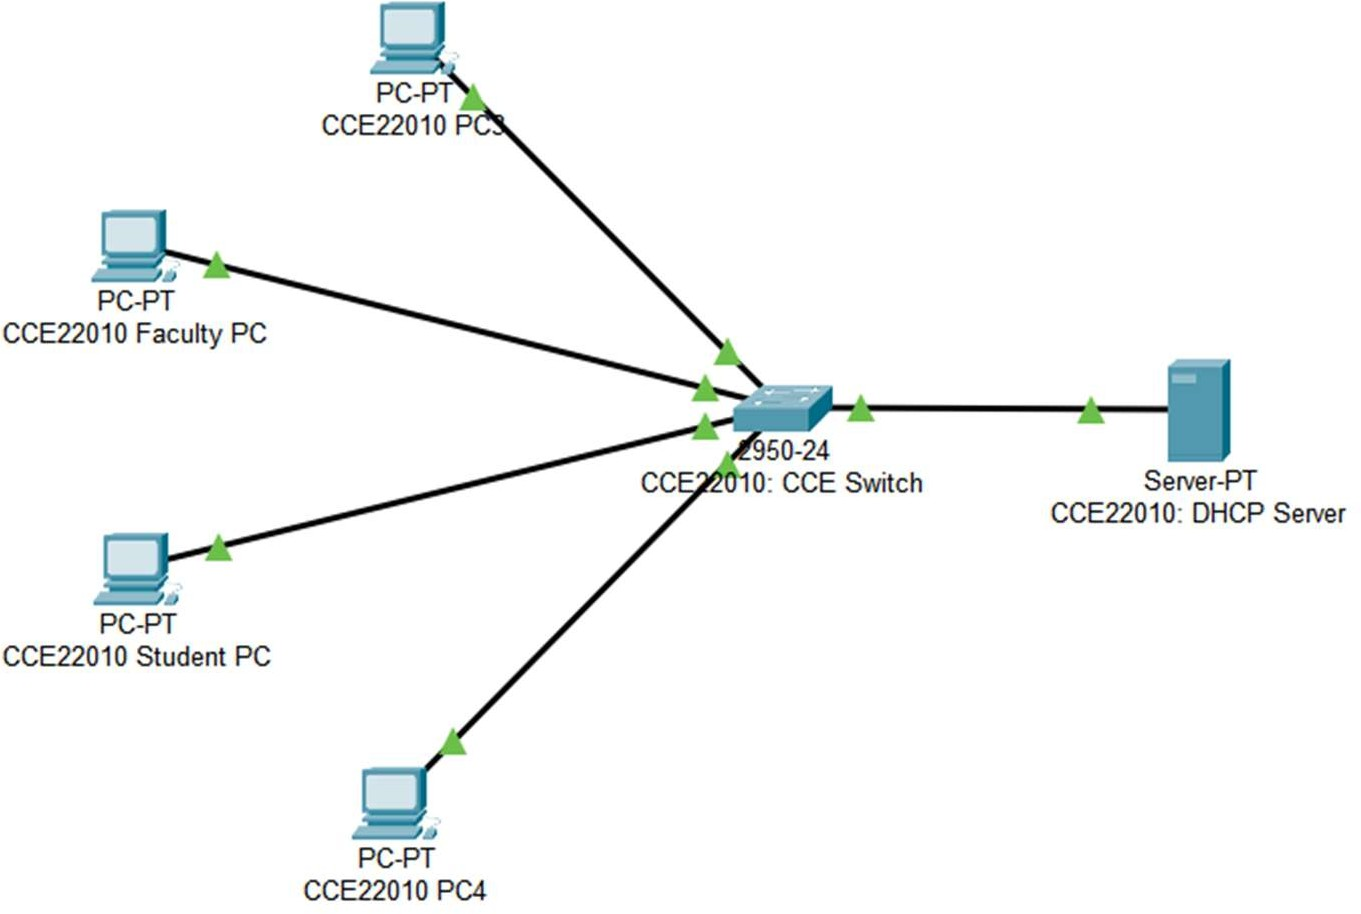 PC-PT
CCE22010 PC3
PC-PT
CCE22010 Faculty PC
2950-24
CCE22010: CCE Switch
Server-PT
CCE22010: DHCP Server
PC-PT
CCE22010 Student PC
PC-PT
CCE22010 PC4